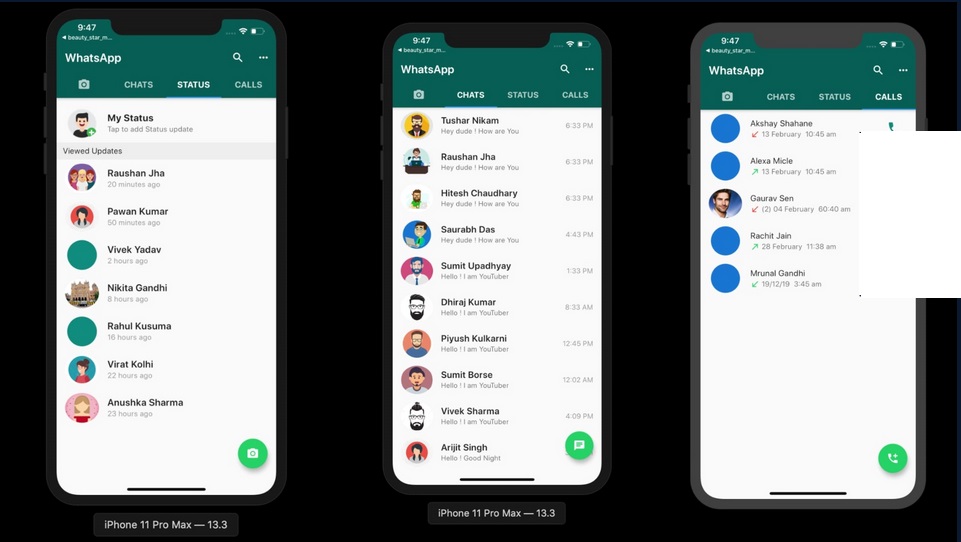 9:47
◀ beauty_star_m...
WhatsApp
CHATS STATUS CALLS
My Status
Tap to add Status update
Viewed Updates
Raushan Jha
20 minutes ago
Pawan Kumar
50 minutes ago
Vivek Yadav
2 hours ago
Nikita Gandhi
8 hours ago
Rahul Kusuma
16 hours ago
Virat Kolhi
22 hours ago
Anushka Sharma
23 hours ago
iPhone 11 Pro Max — 13.3
9:47
◀ beauty_star_m...
WhatsApp
CHATS STATUS CALLS
Tushar Nikam
Hey dude ! How are You 6:33 PM
Raushan Jha
Hey dude ! How are You 6:33 PM
Hitesh Chaudhary
Hey dude ! How are You 6:33 PM
Saurabh Das
Hey dude ! How are You 4:43 PM
Sumit Upadhyay
Hello ! I am YouTuber 1:33 PM
Dhiraj Kumar
Hello ! I am YouTuber 8:33 AM
Piyush Kulkarni
Hello ! I am YouTuber 12:45 PM
Sumit Borse
Hello ! I am YouTuber 12:02 AM
Vivek Sharma
Hello ! I am YouTuber 4:09 PM
Arijit Singh
Hello ! Good Night
iPhone 11 Pro Max — 13.3
9:47
◀ beauty_star_m...
WhatsApp
CHATS STATUS CALLS
Akshay Shahane
13 February 10:45 am
Alexa Micle
13 February 10:45 am
Gaurav Sen
(2) 04 February 60:40 am
Rachit Jain
28 February 11:38 am
Mrunal Gandhi
19/12/19 3:45 am